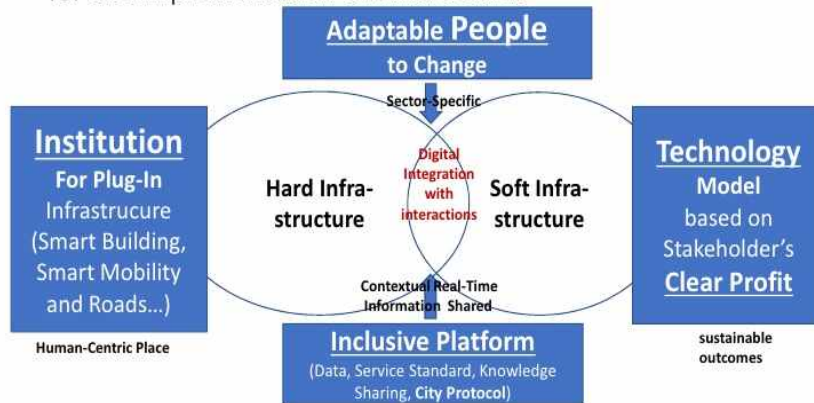 Adaptable People
to Change
Sector-Specific
Institution
For Plug-In
Infrastrucure
(Smart Building,
Smart Mobility
and Roads...)
Human-Centric Place
Hard Infra-
structure
Digital
Integration
with
interactions
Soft Infra-
structure
Technology
Model
based on
Stakeholder's
Clear Profit
sustainable
outcomes
Contextual Real-Time
Information Shared
Inclusive Platform
(Data, Service Standard, Knowledge
Sharing, City Protocol)